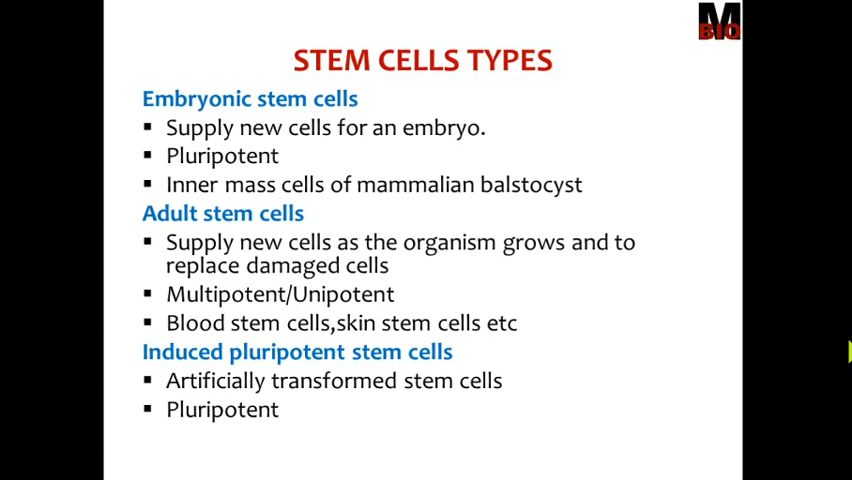 M
BIO
STEM CELLS TYPES
Embryonic stem cells
▪ Supply new cells for an embryo.
▪ Pluripotent
▪ Inner mass cells of mammalian balstocyst
Adult stem cells
▪ Supply new cells as the organism grows and to
replace damaged cells
▪ Multipotent/Unipotent
▪ Blood stem cells,skin stem cells etc
Induced pluripotent stem cells
▪ Artificially transformed stem cells
▪ Pluripotent